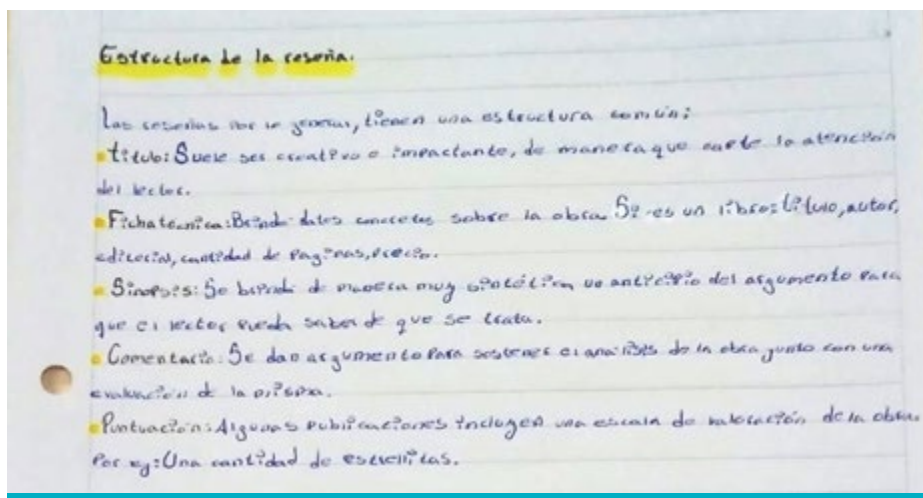 Estructura de la reseña.
Las reseñas por lo general, tienen una estructura común:
Título: Suele ser creativo o impactante, de manera que capte la atención
del lector.
Ficha tecnica: Brinda datos concretos sobre la obra. Si es un libro: título, autor,
editorial, cantidad de paginas, precio.
Sinopsis: Se brinda de manera muy sintética un anticipio del argumento para
que el lector pueda saber de que se trata.
Comentario: Se dan argumento para sostener el análisis de la obra junto con una
evaluación de la misma.
Puntuación: Algunas publicaciones incluyen una escala de valoración de la obra.
Por ej: Una cantidad de estrellitas.